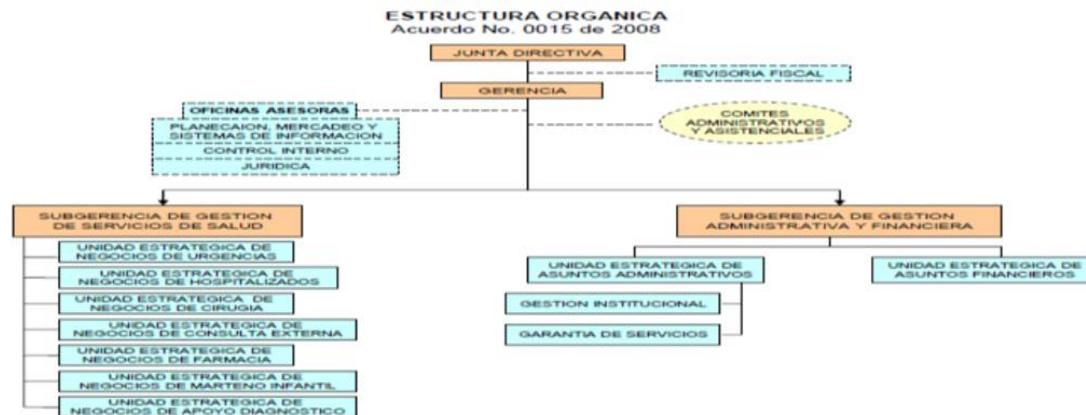 ESTRUCTURA ORGANICA
Acuerdo No. 0015 de 2008
JUNTA DIRECTIVA
REVISORIA FISCAL
GERENCIA
OFICINAS ASESORAS
PLANECAION, MERCADEO Y
SISTEMAS DE INFORMACION
CONTROL INTERNO
JURIDICA
COMITES
ADMINISTRATIVOS
Y ASISTENCIALES
SUBGERENCIA DE GESTION
DE SERVICIOS DE SALUD
UNIDAD ESTRATEGICA DE
NEGOCIOS DE URGENCIAS
UNIDAD ESTRATEGICA DE
NEGOCIOS DE HOSPITALIZADOS
UNIDAD ESTRATEGICA DE
NEGOCIOS DE CIRUGIA
UNIDAD ESTRATEGICA DE
NEGOCIOS DE CONSULTA EXTERNA
UNIDAD ESTRATEGICA DE
NEGOCIOS DE FARMACIA
UNIDAD ESTRATEGICA DE
NEGOCIOS DE MARTENO INFANTIL
UNIDAD ESTRATEGICA DE
NEGOCIOS DE APOYO DIAGNOSTICO
SUBGERENCIA DE GESTION
ADMINISTRATIVA Y FINANCIERA
UNIDAD ESTRATEGICA DE
ASUNTOS ADMINISTRATIVOS
GESTION INSTITUCIONAL
GARANTIA DE SERVICIOS
UNIDAD ESTRATEGICA DE
ASUNTOS FINANCIEROS